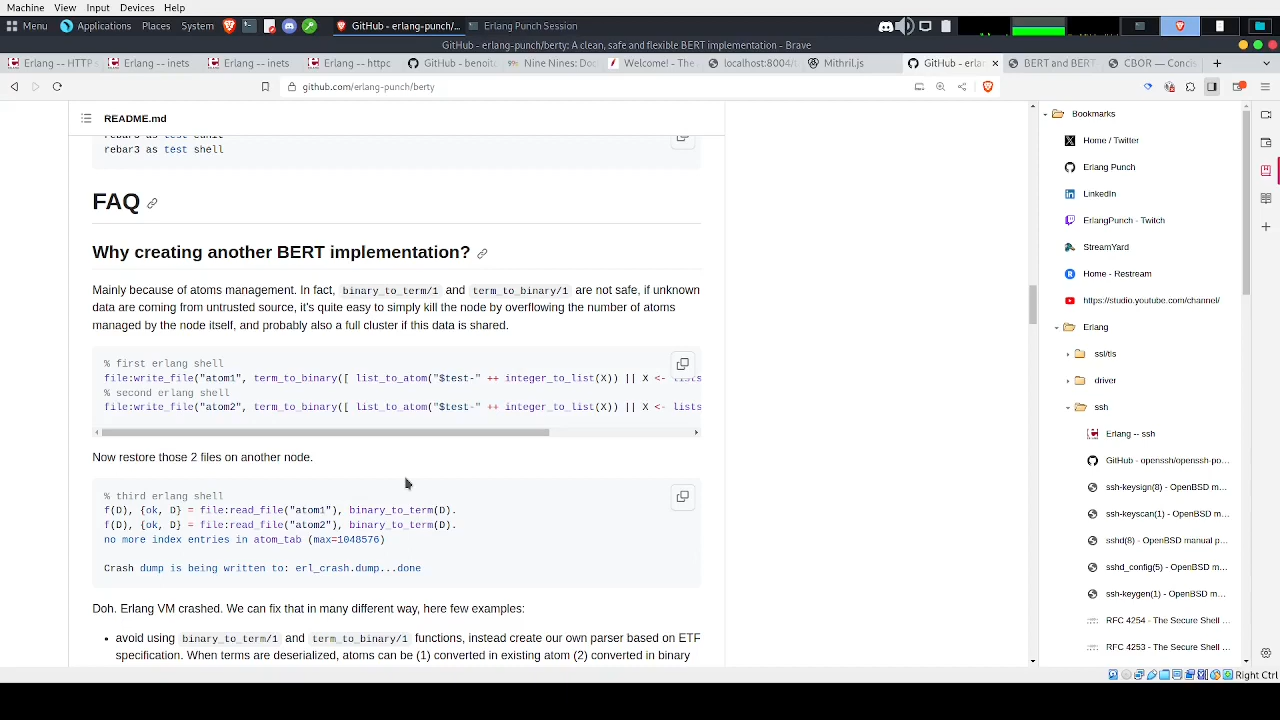 Machine View Input Devices Help
Menu Applications Places System GitHub - erlang-punch/... Erlang Punch Session
GitHub - erlang-punch/berty: A clean, safe and flexible BERT implementation - Brave
Erlang -- HTTP Erlang -- inets Erlang -- inets Erlang -- httpc GitHub - benoit Nine Nines: Doc Welcome! - The localhost:8004/ Mithril.js GitHub - erla BERT and BERT CBOR — Concis
github.com/erlang-punch/berty
README.md
rebar3 as test eunit
rebar3 as test shell
FAQ
Why creating another BERT implementation?
Mainly because of atoms management. In fact, binary_to_term/1 and term_to_binary/1 are not safe, if unknown
data are coming from untrusted source, it's quite easy to simply kill the node by overflowing the number of atoms
managed by the node itself, and probably also a full cluster if this data is shared.
% first erlang shell
file:write_file("atom1", term_to_binary([ list_to_atom("$test-" ++ integer_to_list(X)) || X <- lists
% second erlang shell
file:write_file("atom2", term_to_binary([ list_to_atom("$test-" ++ integer_to_list(X)) || X <- lists
Now restore those 2 files on another node.
% third erlang shell
f(D), {ok, D} = file:read_file("atom1"), binary_to_term(D).
f(D), {ok, D} = file:read_file("atom2"), binary_to_term(D).
no more index entries in atom_tab (max=1048576)
Crash dump is being written to: erl_crash.dump...done
Doh. Erlang VM crashed. We can fix that in many different way, here few examples:
• avoid using binary_to_term/1 and term_to_binary/1 functions, instead create our own parser based on ETF
specification. When terms are deserialized, atoms can be (1) converted in existing atom (2) converted in binary
Bookmarks
Home / Twitter
Erlang Punch
LinkedIn
ErlangPunch - Twitch
StreamYard
Home - Restream
https://studio.youtube.com/channel/
Erlang
ssl/tls
driver
ssh
Erlang -- ssh
GitHub - openssh/openssh-po...
ssh-keysign(8) - OpenBSD m...
ssh-keyscan(1) - OpenBSD m...
sshd(8) - OpenBSD manual p...
sshd_config(5) - OpenBSD m...
ssh-keygen(1) - OpenBSD m...
RFC 4254 - The Secure Shell ...
RFC 4253 - The Secure Shell ...
Right Ctrl